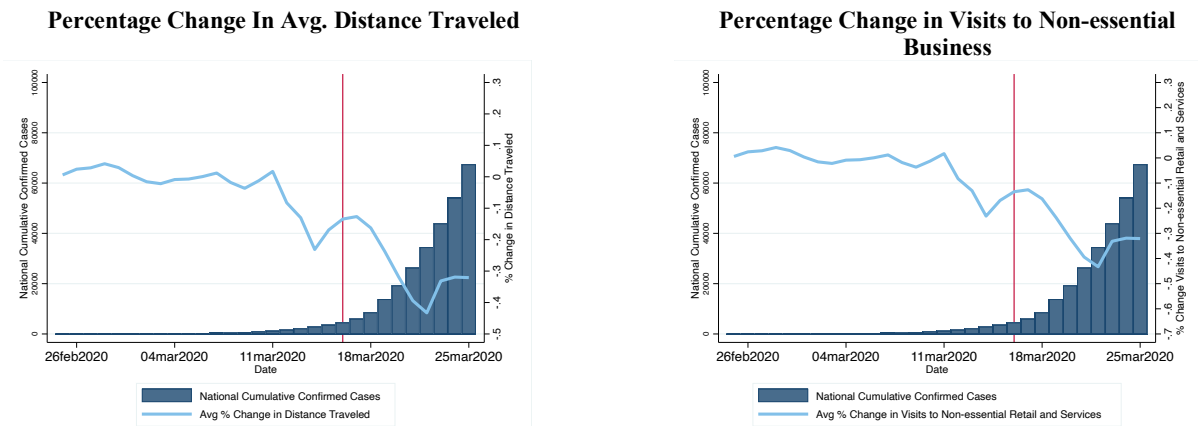 Percentage Change In Avg. Distance Traveled
National Cumulative Confirmed Cases
0
20000
40000
60000
80000
100000
% Change in Distance Traveled
-.5
-.4
-.3
-.2
-.1
0
.1
.2
.3
26feb2020 04mar2020 11mar2020 18mar2020 25mar2020
Date
National Cumulative Confirmed Cases
Avg % Change in Distance Traveled
Percentage Change in Visits to Non-essential
Business
National Cumulative Confirmed Cases
0
20000
40000
60000
80000
100000
% Change Visits to Non-essential Retail and Services
-.7
-.6
-.5
-.4
-.3
-.2
-.1
0
.1
.2
.3
26feb2020 04mar2020 11mar2020 18mar2020 25mar2020
Date
National Cumulative Confirmed Cases
Avg % Change in Visits to Non-essential Retail and Services